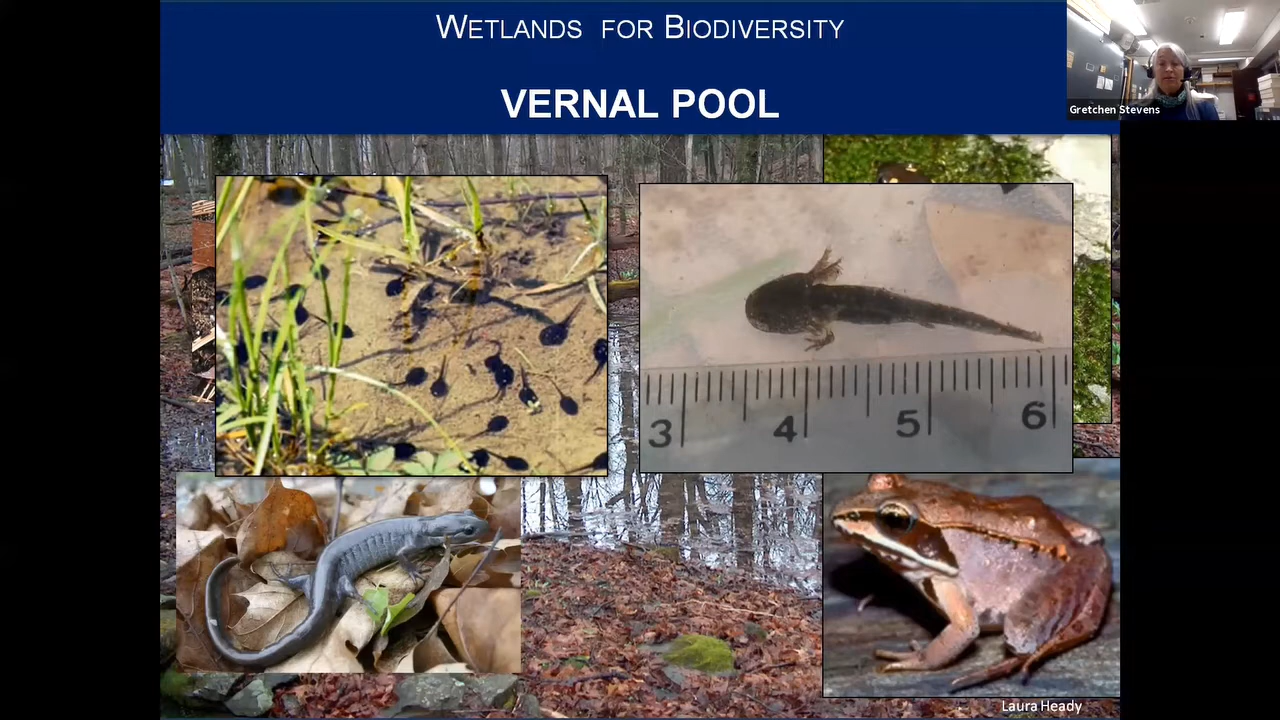 WETLANDS FOR BIODIVERSITY
VERNAL POOL
Gretchen Stevens
3 4 5 6
Laura Heady